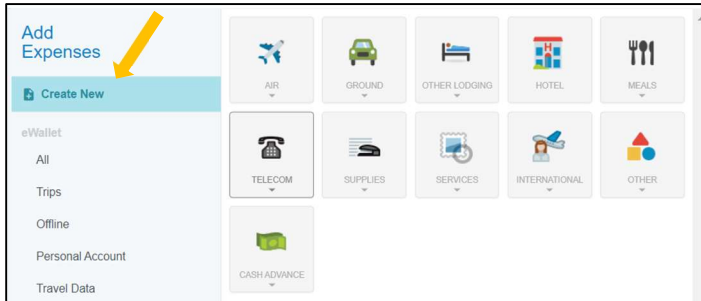 Add
Expenses
Create New
eWallet
All
Trips
Offline
Personal Account
Travel Data
AIR
GROUND
OTHER LODGING
HOTEL
MEALS
TELECOM
SUPPLIES
SERVICES
INTERNATIONAL
OTHER
CASH ADVANCE